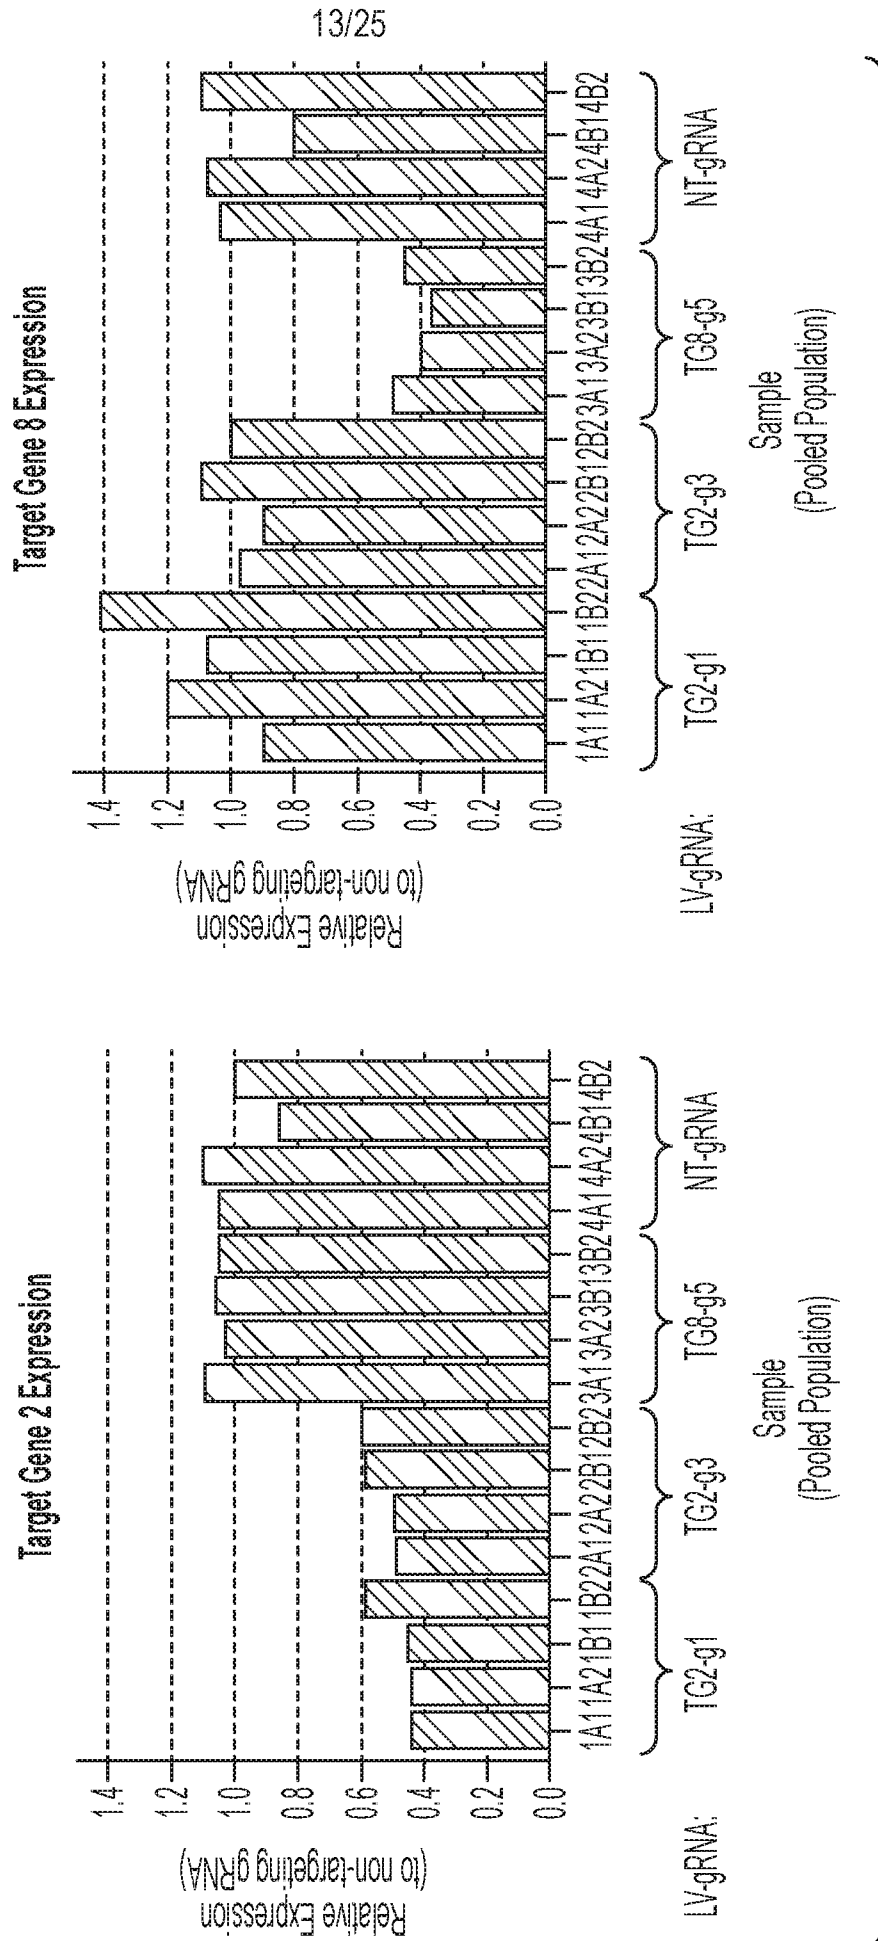 13/25
Target Gene 2 Expression
Relative Expression
(to non-targeting gRNA)
1.4
1.2
1.0
0.8
0.6
0.4
0.2
0.0
1A11A21B11B22A12A22B12B23A13A23B13B24A14A24B14B2
LV-gRNA:
TG2-g1
TG2-g3
TG8-g5
NT-gRNA
Sample
(Pooled Population)
Target Gene 8 Expression
Relative Expression
(to non-targeting gRNA)
1.4
1.2
1.0
0.8
0.6
0.4
0.2
0.0
1A11A21B11B22A12A22B12B23A13A23B13B24A14A24B14B2
LV-gRNA:
TG2-g1
TG2-g3
TG8-g5
NT-gRNA
Sample
(Pooled Population)